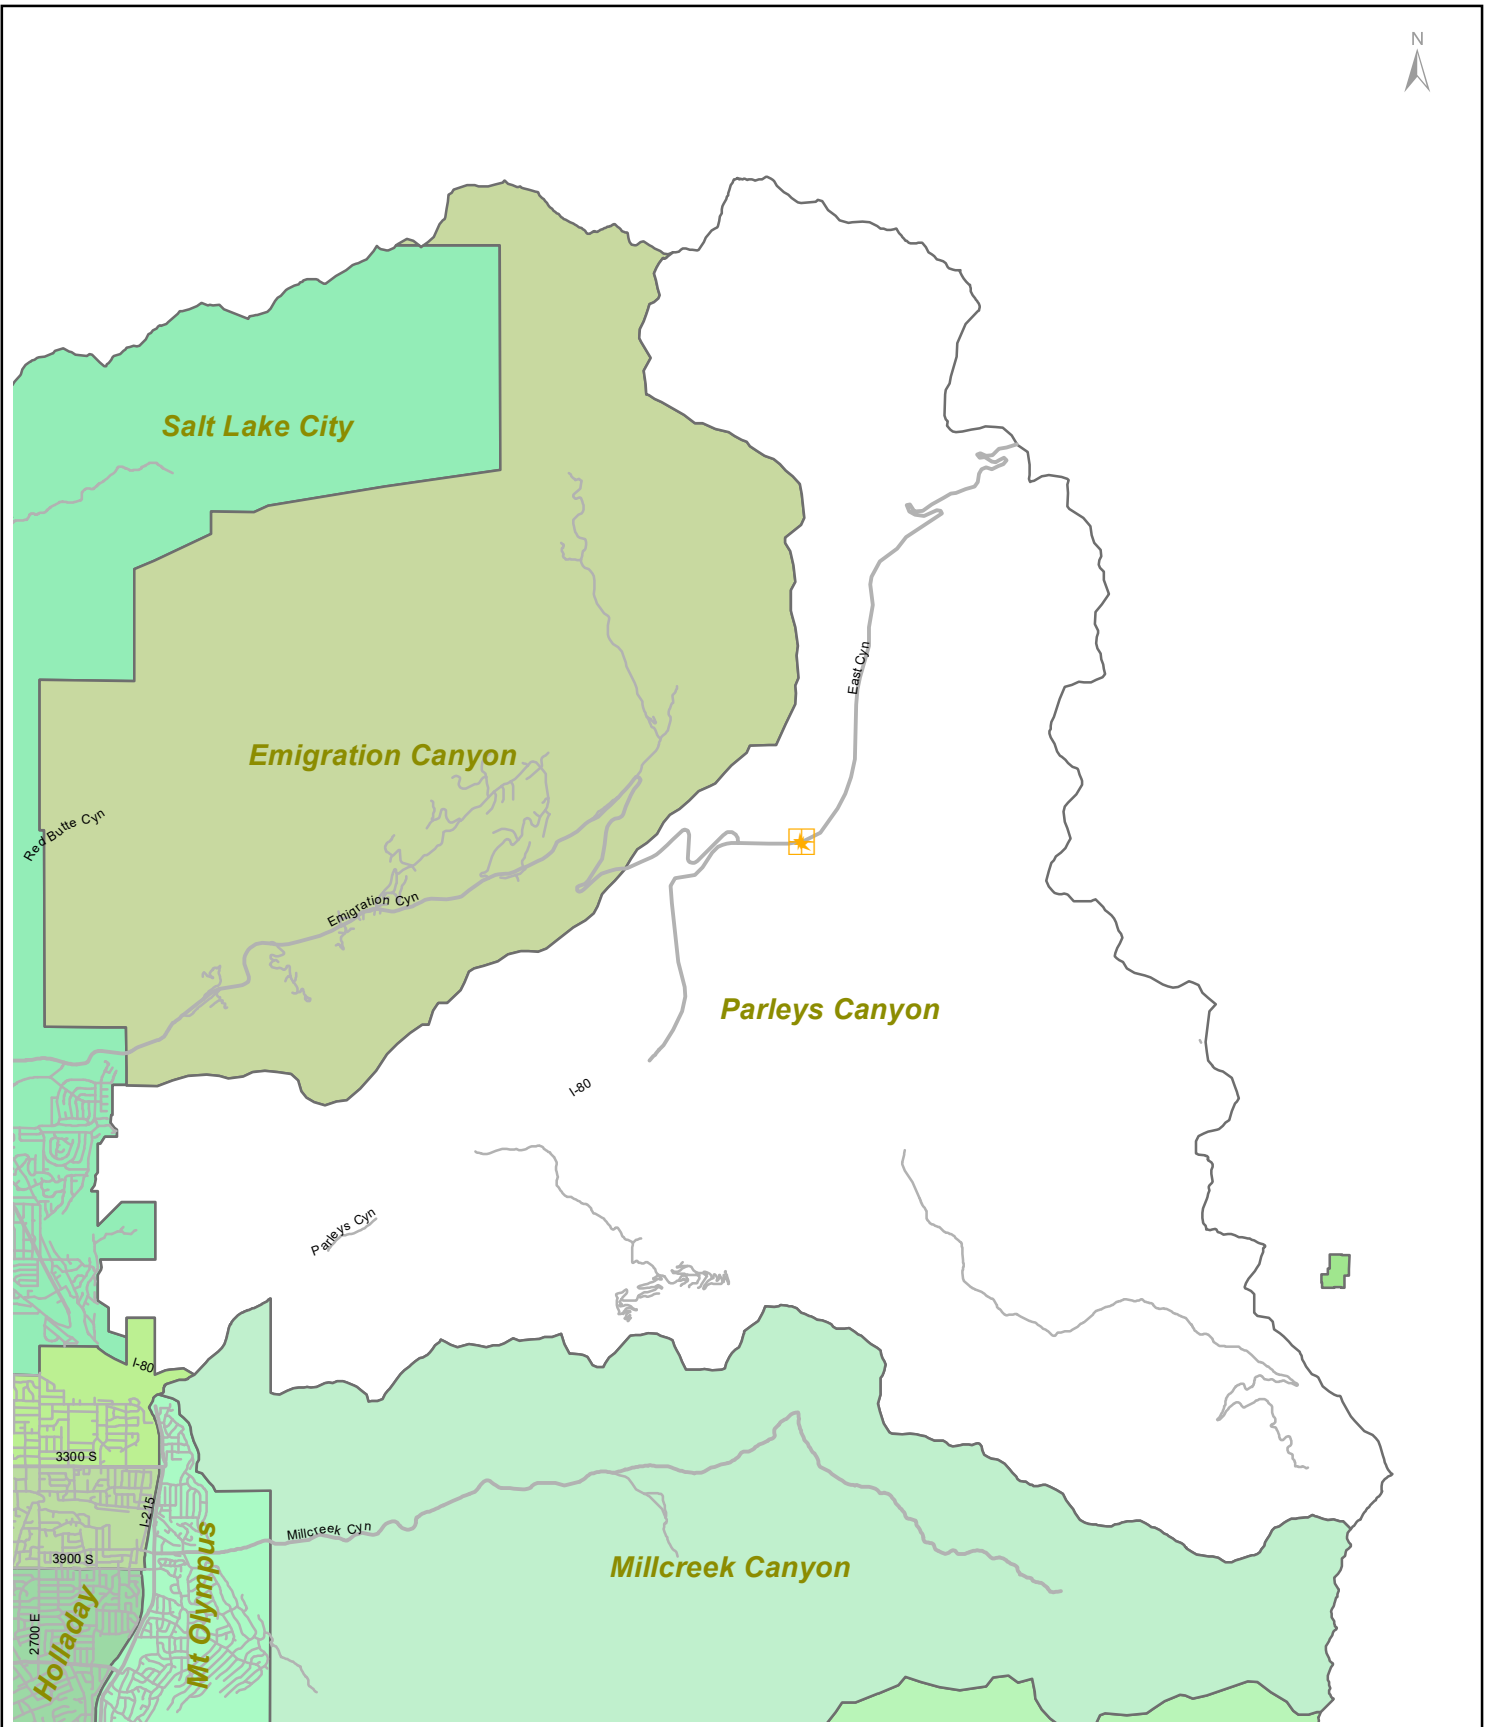 N
Salt Lake City
East Cyn
Emigration Canyon
Red Butte Cyn
Emigration Cyn
Parleys Canyon
I-80
Parleys Cyn
I-80
3300 S
I-215
Millcreek Cyn
3900 S
Millcreek Canyon
Mt Olympus
Holladay
2700 E